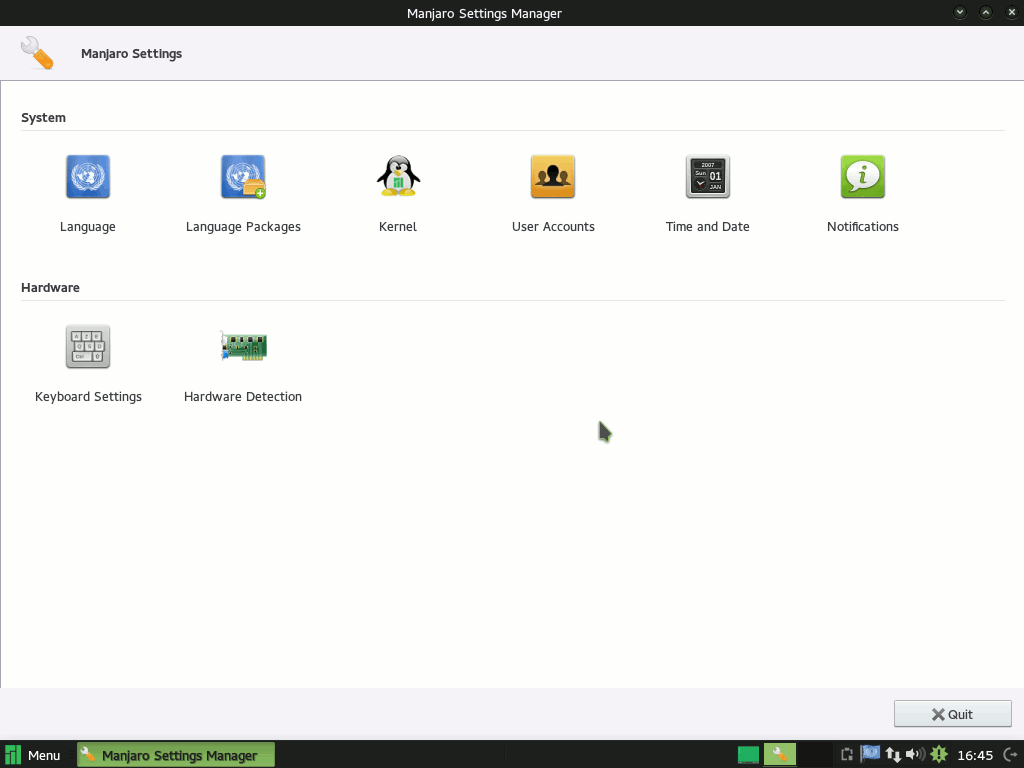 Manjaro Settings Manager
Manjaro Settings
System
Language
Language Packages
Kernel
User Accounts
2007
Sun 01
JAN
Time and Date
Notifications
Hardware
Keyboard Settings
Hardware Detection
Quit
Menu
Manjaro Settings Manager
16:45